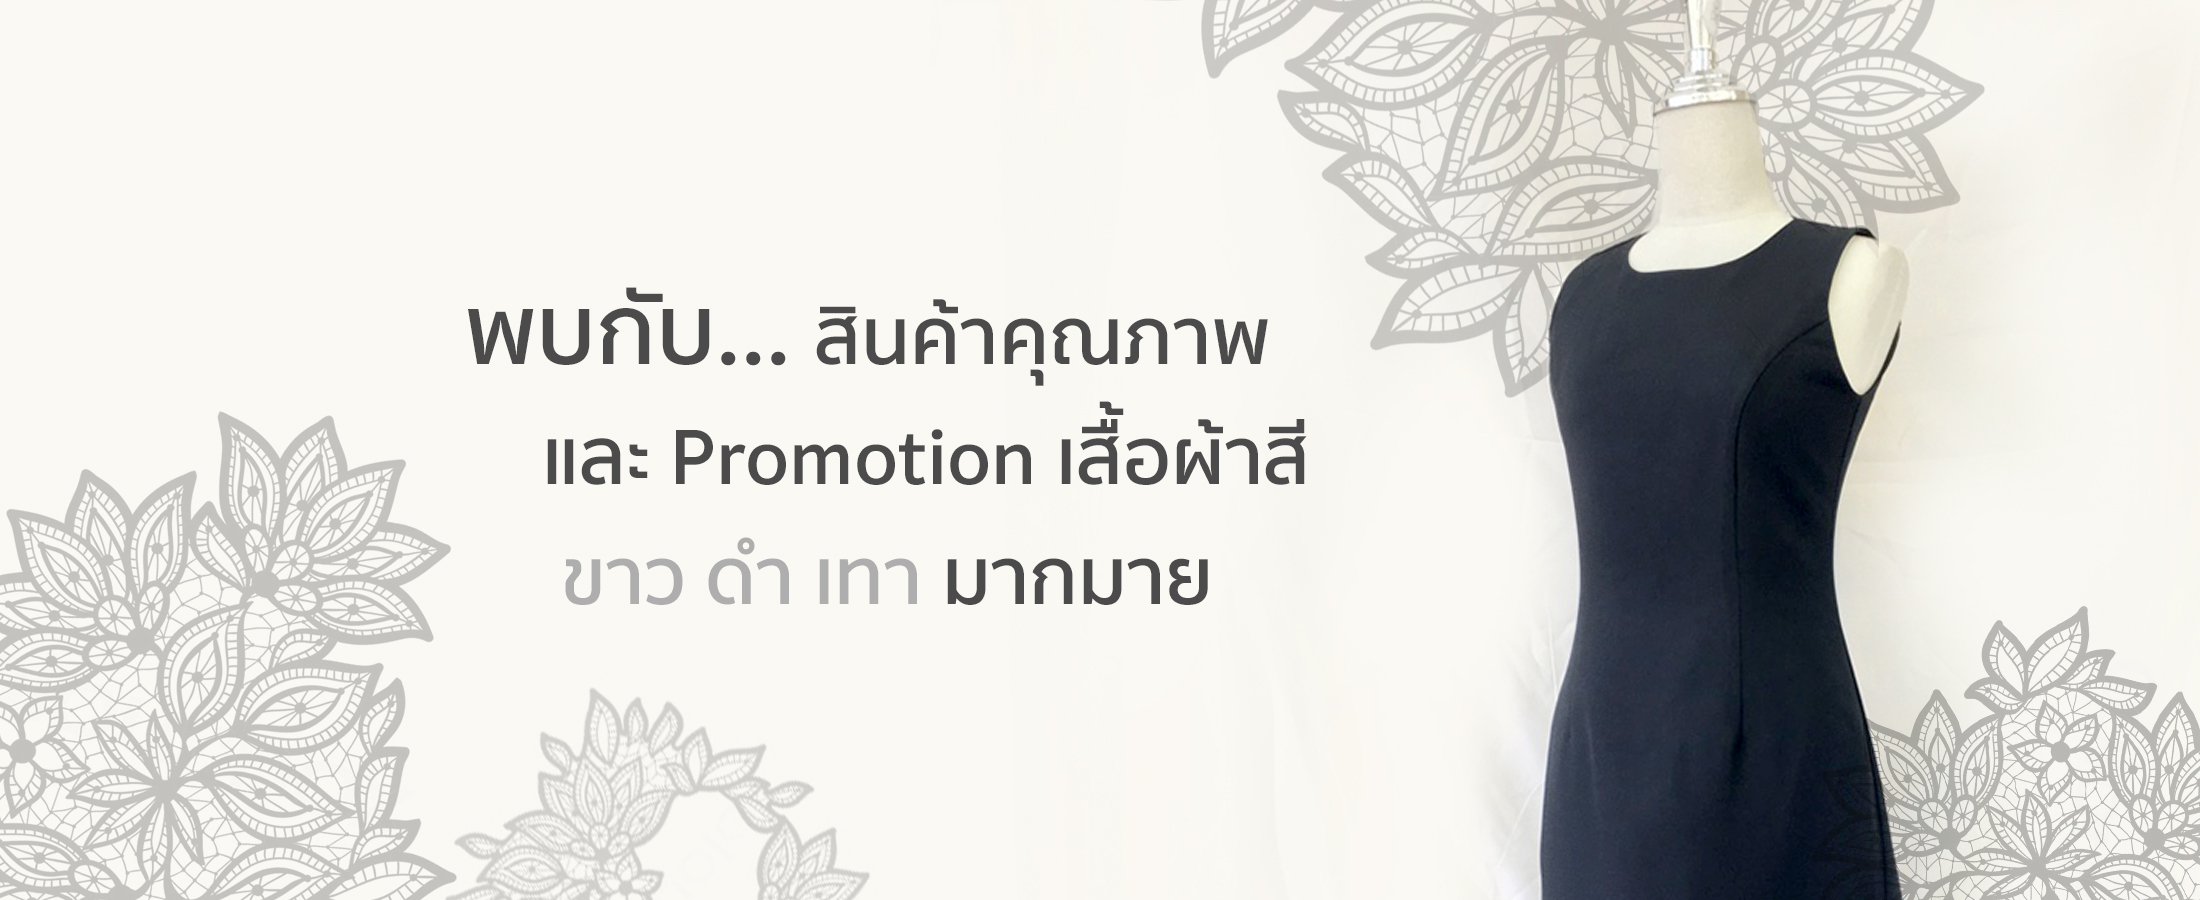 พบกับ... สินค้าคุณภาพ
และ Promotion เสื้อผ้าสี
ขาว ดำ เทา มากมาย